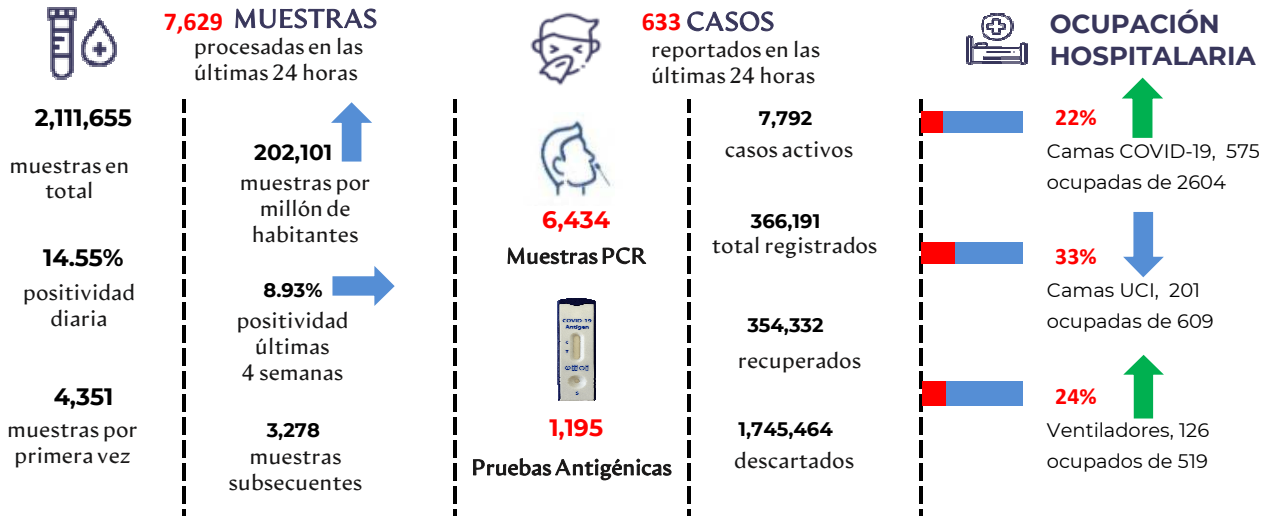 7,629 MUESTRAS
procesadas en las
últimas 24 horas
2,111,655
muestras en
total
14.55%
positividad
diaria
4,351
muestras por
primera vez
202,101
muestras por
millón de
habitantes
8.93%
positividad
últimas
4 semanas
3,278
muestras
subsecuentes
633 CASOS
reportados en las
últimas 24 horas
6,434
Muestras PCR
COVID-19
Antigen
C
T
S
1,195
Pruebas Antigénicas
7,792
casos activos
366,191
total registrados
354,332
recuperados
1,745,464
descartados
OCUPACIÓN
HOSPITALARIA
22%
Camas COVID-19, 575
ocupadas de 2604
33%
Camas UCI, 201
ocupadas de 609
24%
Ventiladores, 126
ocupados de 519